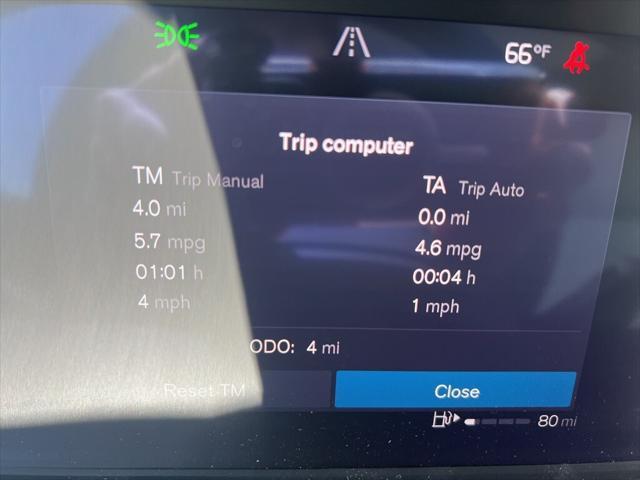 66°F
Trip computer
TM Trip Manual
4.0 mi
5.7 mpg
01:01 h
4 mph
TA Trip Auto
0.0 mi
4.6 mpg
00:04 h
1 mph
ODO: 4 mi
Reset TM
Close
80 mi